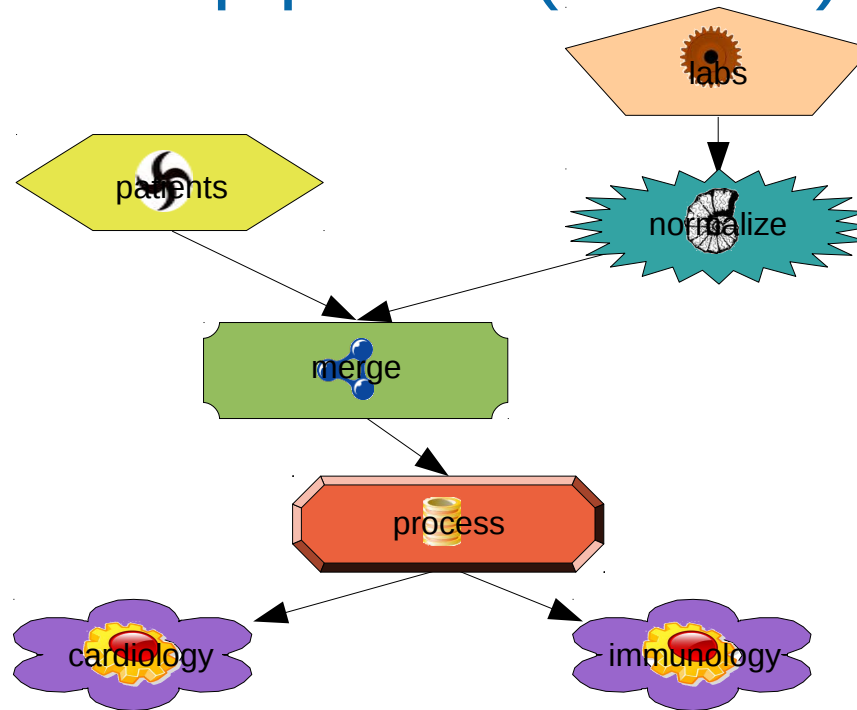 labs
patients
normalize
merge
process
cardiology
immunology